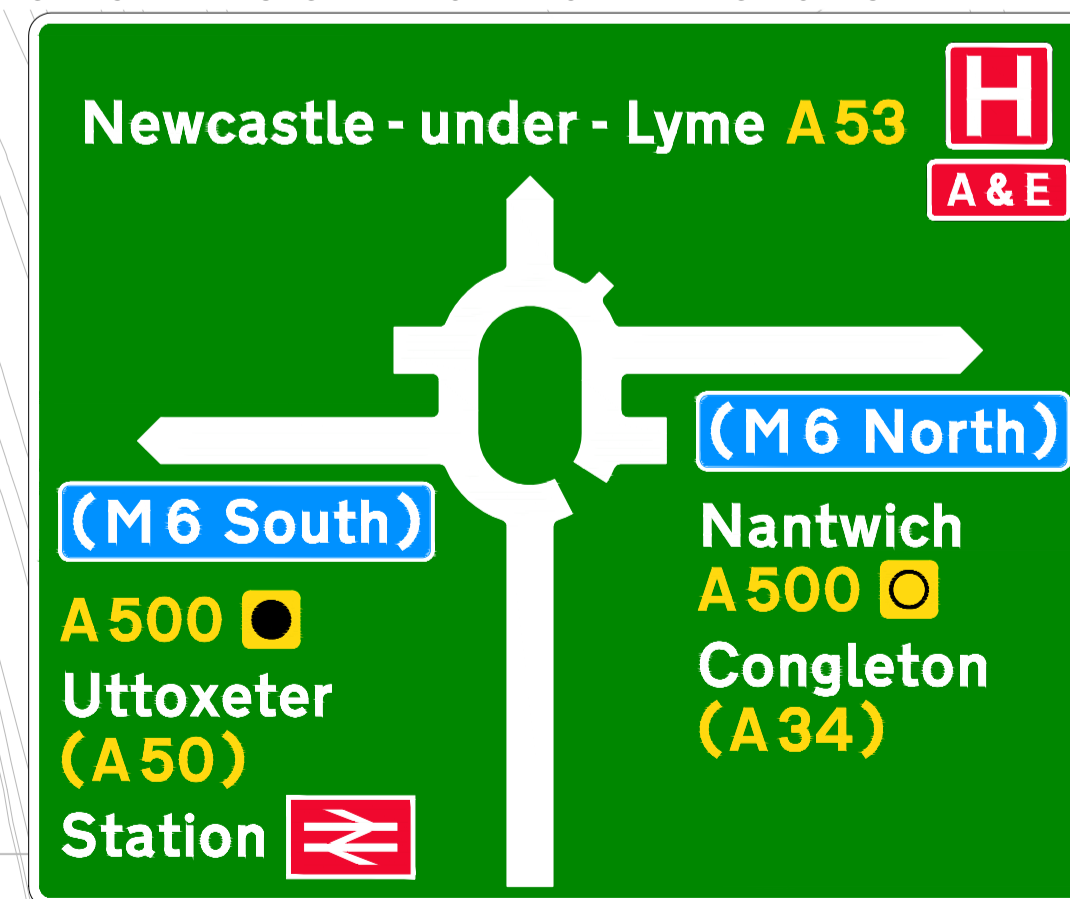 Newcastle - under - Lyme A53
H
A & E
(M6 South)
A500
Uttoxeter
(A50)
Station
(M6 North)
Nantwich
A500
Congleton
(A34)